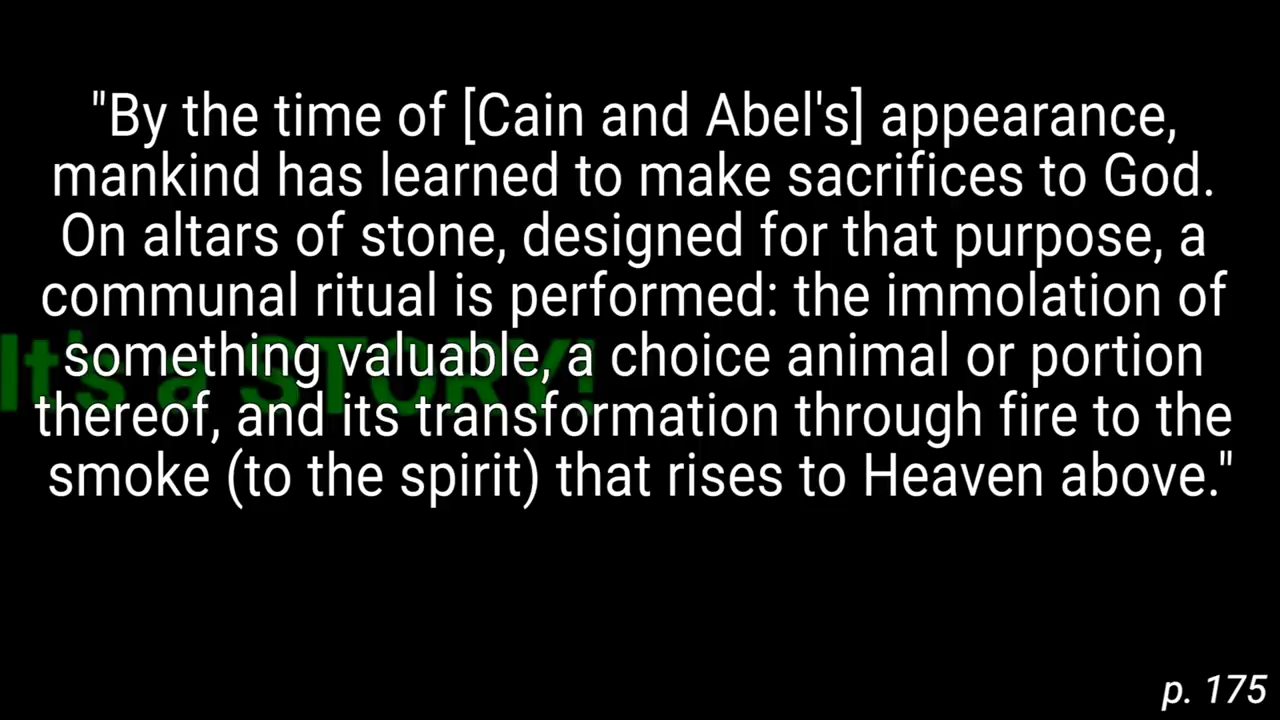 "By the time of [Cain and Abel's] appearance,
mankind has learned to make sacrifices to God.
On altars of stone, designed for that purpose, a
communal ritual is performed: the immolation of
It's a STORY!
something valuable, a choice animal or portion
thereof, and its transformation through fire to the
smoke (to the spirit) that rises to Heaven above."
p. 175